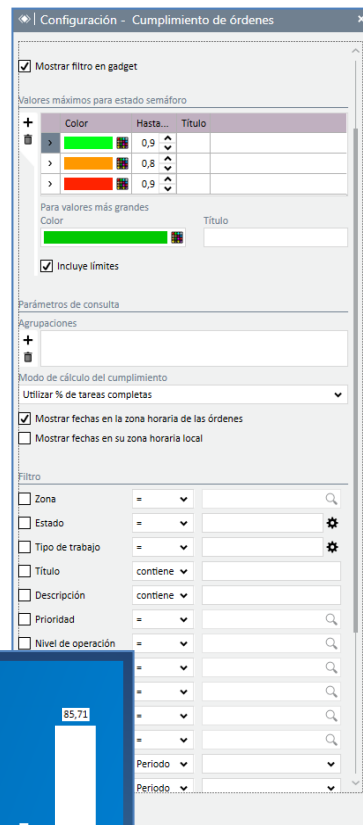 Configuración - Cumplimiento de órdenes
Mostrar filtro en gadget
Valores máximos para estado semáforo
Color Hasta... Título
0,9
0,8
0,9
Para valores más grandes
Color Título
Incluye límites
Parámetros de consulta
Agrupaciones
Modo de cálculo del cumplimiento
Utilizar % de tareas completas
Mostrar fechas en la zona horaria de las órdenes
Mostrar fechas en su zona horaria local
Filtro
Zona =
Estado =
Tipo de trabajo =
Título contiene
Descripción contiene
Prioridad =
Nivel de operación =
=
=
=
=
Periodo
Periodo
85,71